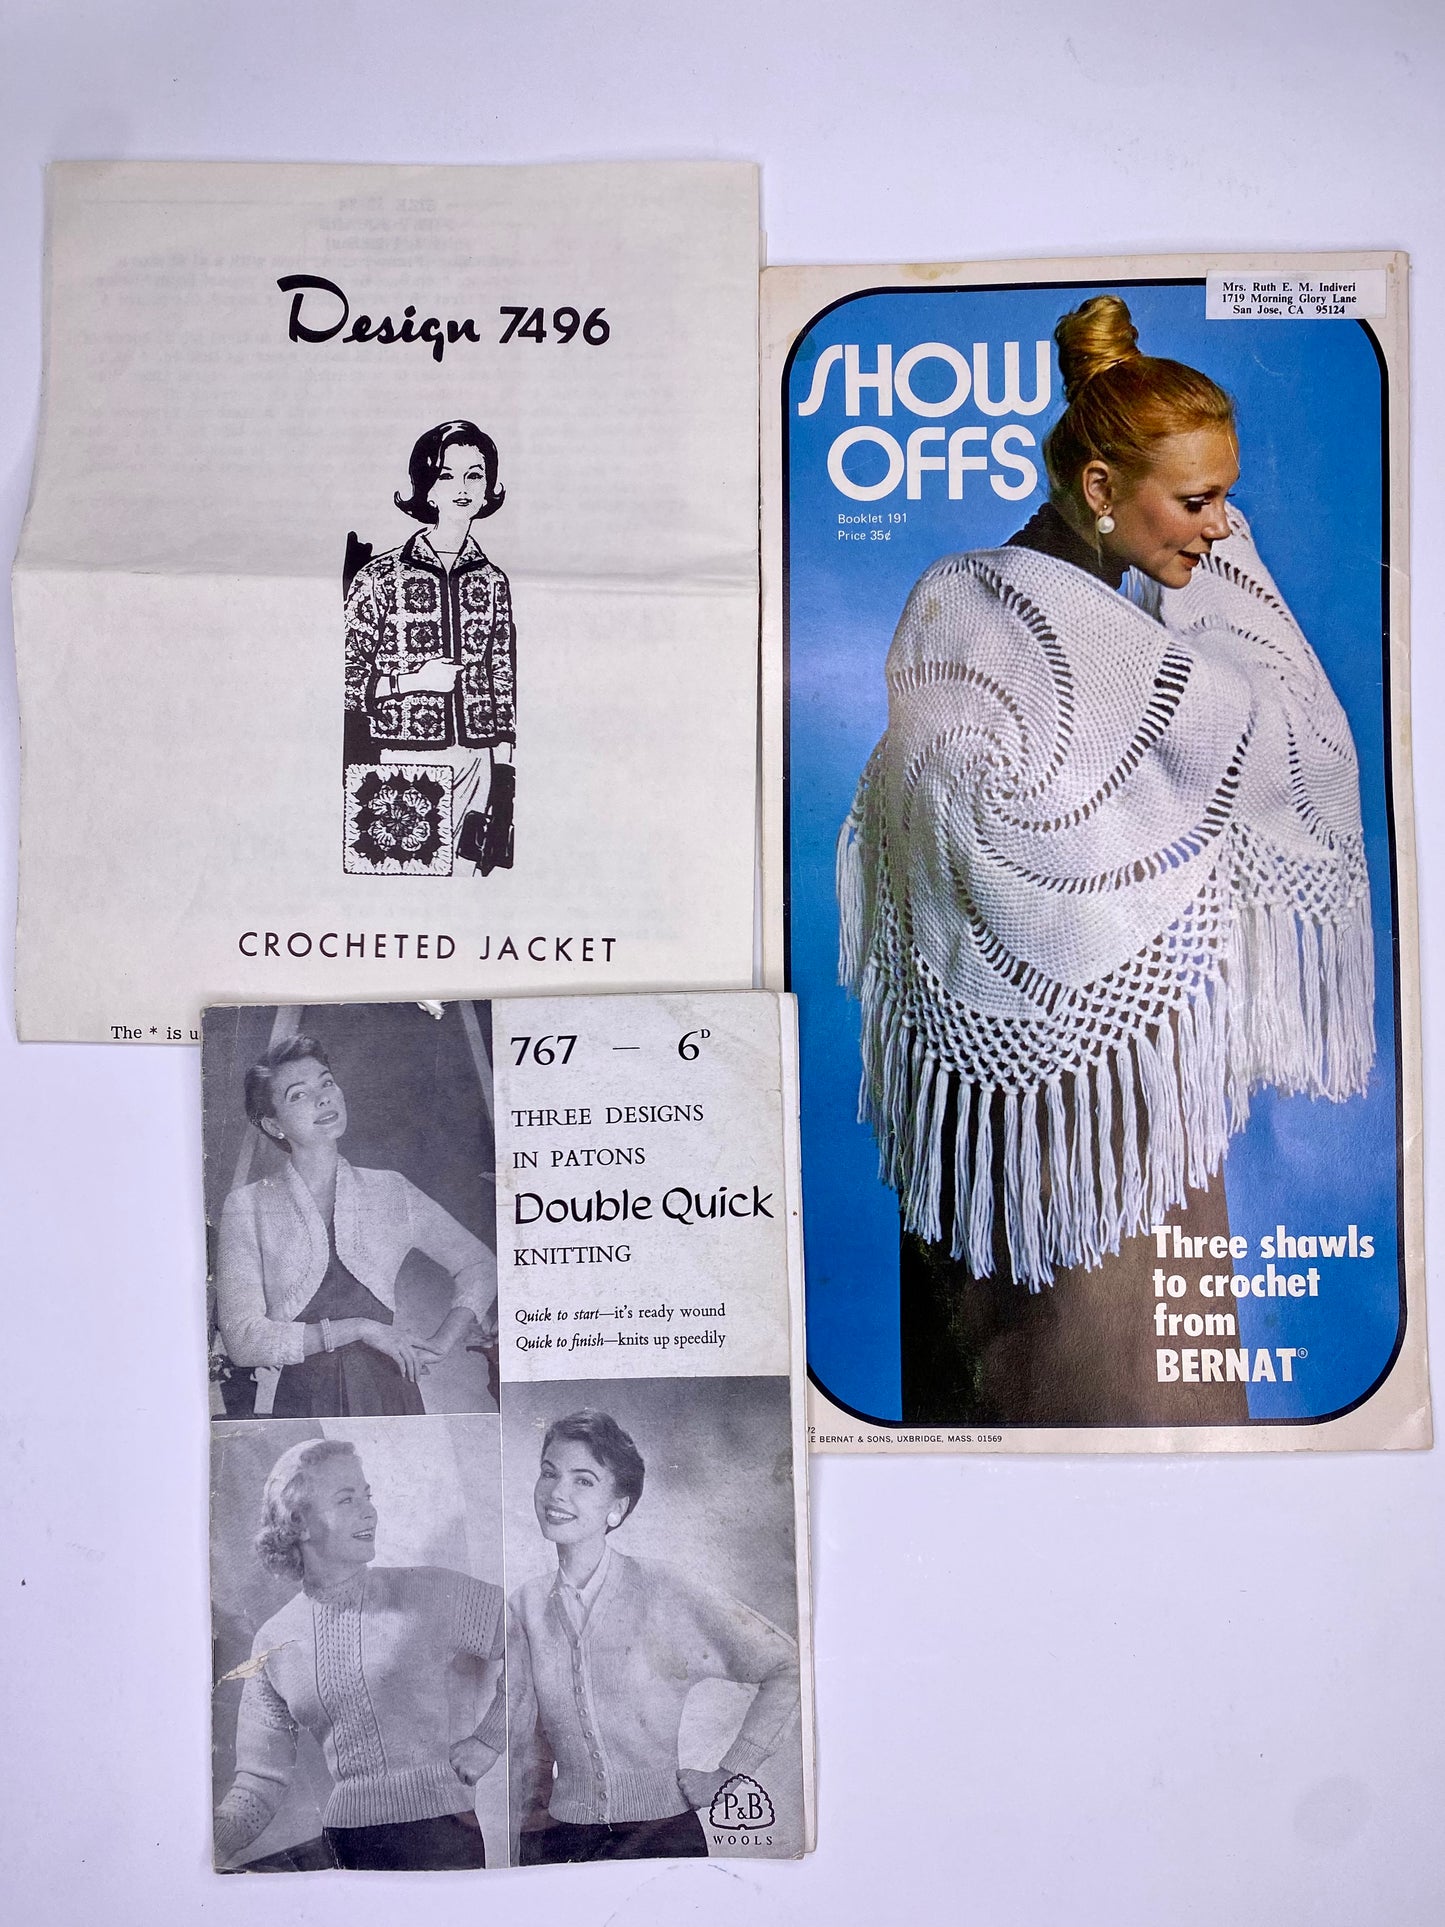 Design 7496
CROCHETED JACKET
The * is u
Mrs. Ruth E. M. Indiveri
1719 Morning Glory Lane
San Jose, CA 95124
SHOW
OFFS
Booklet 191
Price 35¢
Three shawls
to crochet
from
BERNAT®
72
E BERNAT & SONS, UXBRIDGE, MASS. 01569
767 — 6D
THREE DESIGNS
IN PATONS
Double Quick
KNITTING
Quick to start—it's ready wound
Quick to finish—knits up speedily
P&B
WOOLS